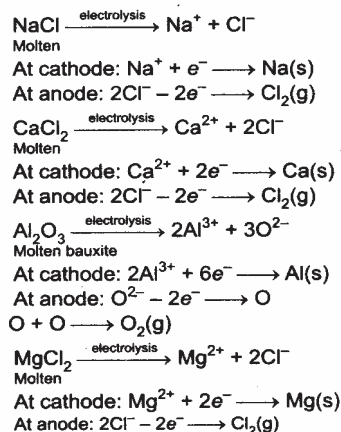 NaCl —electrolysis→ Na⁺ + Cl⁻
Molten
At cathode: Na⁺ + e⁻ ⟶ Na(s)
At anode: 2Cl⁻ – 2e⁻ ⟶ Cl₂(g)
CaCl₂ —electrolysis→ Ca²⁺ + 2Cl⁻
Molten
At cathode: Ca²⁺ + 2e⁻ ⟶ Ca(s)
At anode: 2Cl⁻ – 2e⁻ ⟶ Cl₂(g)
Al₂O₃ —electrolysis→ 2Al³⁺ + 3O²⁻
Molten bauxite
At cathode: 2Al³⁺ + 6e⁻ ⟶ Al(s)
At anode: O²⁻ – 2e⁻ ⟶ O
O + O ⟶ O₂(g)
MgCl₂ —electrolysis→ Mg²⁺ + 2Cl⁻
Molten
At cathode: Mg²⁺ + 2e⁻ ⟶ Mg(s)
At anode: 2Cl⁻ – 2e⁻ ⟶ Cl₂(g)